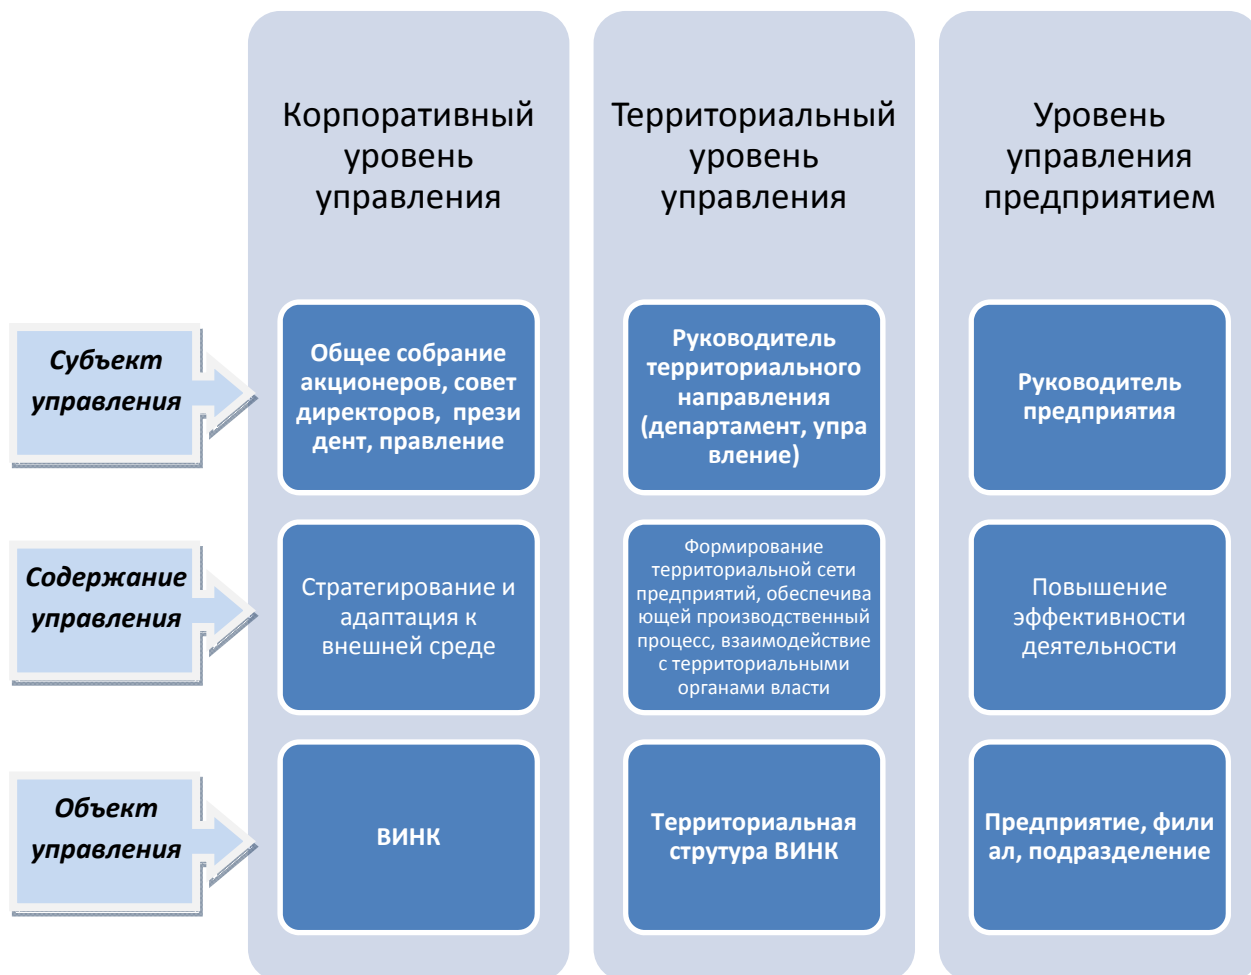 Корпоративный
уровень
управления
Территориальный
уровень
управления
Уровень
управления
предприятием
Субъект
управления
Общее собрание
акционеров, совет
директоров, прези
дент, правление
Руководитель
территориального
направления
(департамент, упра
вление)
Руководитель
предприятия
Содержание
управления
Стратегирование и
адаптация к
внешней среде
Формирование
территориальной сети
предприятий, обеспечива
ющей производственный
процесс, взаимодействие
с территориальными
органами власти
Повышение
эффективности
деятельности
Объект
управления
ВИНК
Территориальная
струтура ВИНК
Предприятие, фили
ал, подразделение